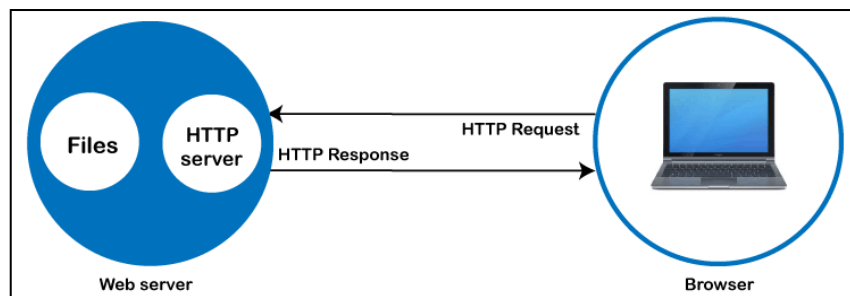 Files
HTTP
server
HTTP Request
HTTP Response
Web server
Browser